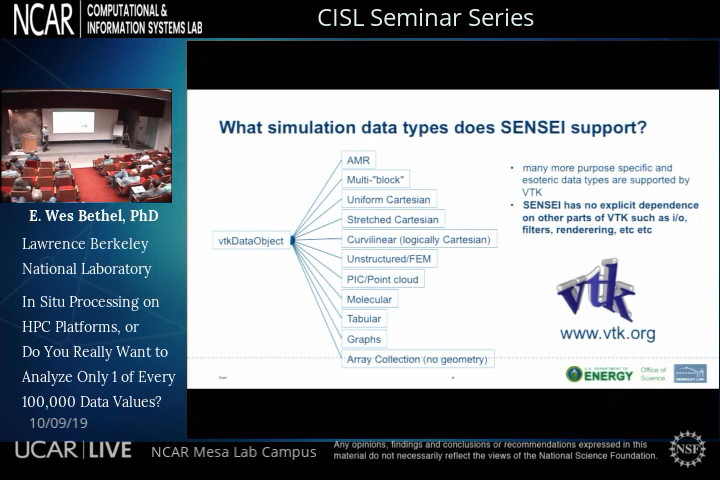 NCAR
COMPUTATIONAL &
INFORMATION SYSTEMS LAB
CISL Seminar Series
E. Wes Bethel, PhD
Lawrence Berkeley
National Laboratory
In Situ Processing on
HPC Platforms, or
Do You Really Want to
Analyze Only 1 of Every
100,000 Data Values?
10/09/19
What simulation data types does SENSEI support?
vtkDataObject
AMR
Multi-"block"
Uniform Cartesian
Stretched Cartesian
Curvilinear (logically Cartesian)
Unstructured/FEM
PIC/Point cloud
Molecular
Tabular
Graphs
Array Collection (no geometry)
• many more purpose specific and
esoteric data types are supported by
VTK
• SENSEI has no explicit dependence
on other parts of VTK such as i/o,
filters, renderering, etc etc
vtk
www.vtk.org
U.S. DEPARTMENT OF
ENERGY
Office of
Science
UCAR | LIVE
NCAR Mesa Lab Campus
Any opinions, findings and conclusions or recommendations expressed in this
material do not necessarily reflect the views of the National Science Foundation.
NSF